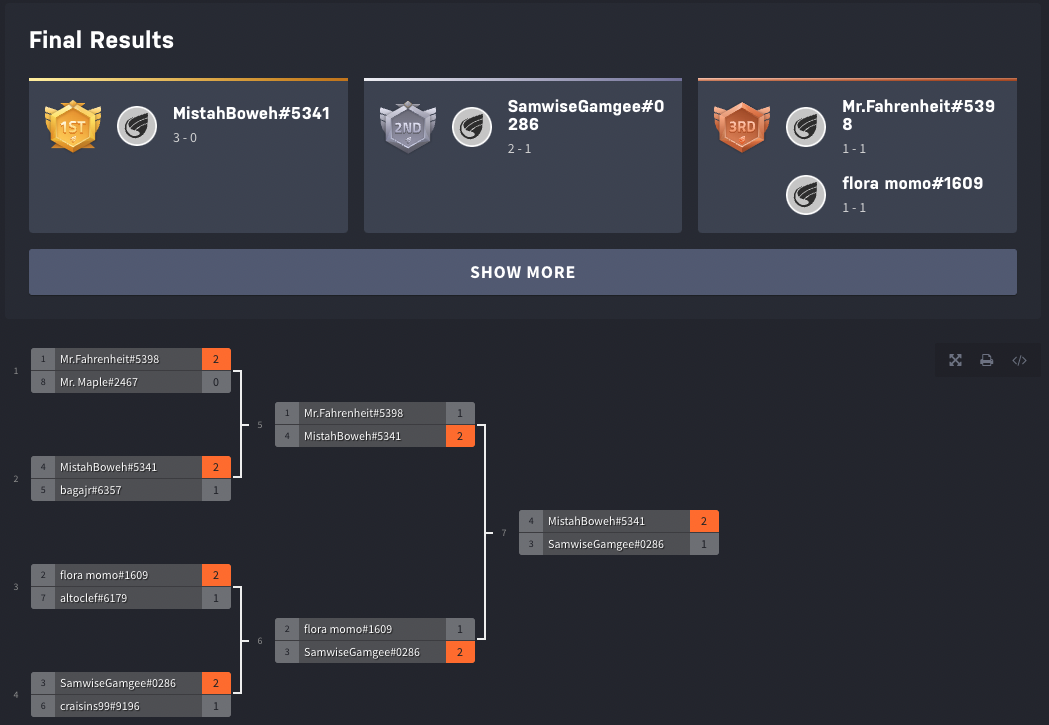 Final Results
1ST
MistahBoweh#5341
3 - 0
2ND
SamwiseGamgee#0
286
2 - 1
3RD
Mr.Fahrenheit#539
8
1 - 1
flora momo#1609
1 - 1
SHOW MORE
1
1 Mr.Fahrenheit#5398 2
8 Mr. Maple#2467 0
</>
5
1 Mr.Fahrenheit#5398 1
4 MistahBoweh#5341 2
2
4 MistahBoweh#5341 2
5 bagajr#6357 1
7
4 MistahBoweh#5341 2
3 SamwiseGamgee#0286 1
3
2 flora momo#1609 2
7 altoclef#6179 1
6
2 flora momo#1609 1
3 SamwiseGamgee#0286 2
4
3 SamwiseGamgee#0286 2
6 craisins99#9196 1